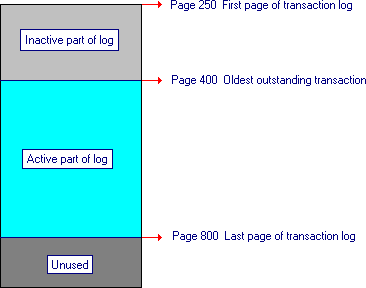 Page 250 First page of transaction log
Inactive part of log
Page 400 Oldest outstanding transaction
Active part of log
Page 800 Last page of transaction log
Unused